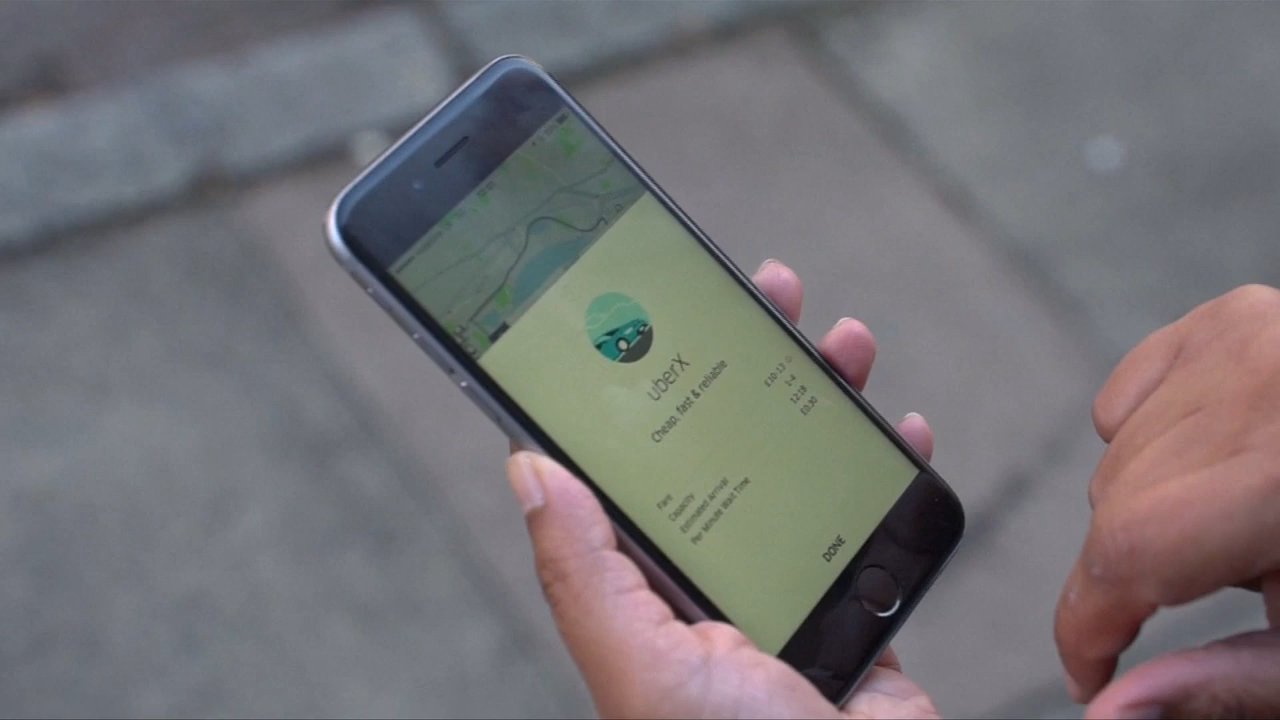 uberX
Cheap, fast & reliable
Fare £10-13
Capacity 1-4
Estimated Arrival 12:19
Per Minute Wait Time £0.30
DONE